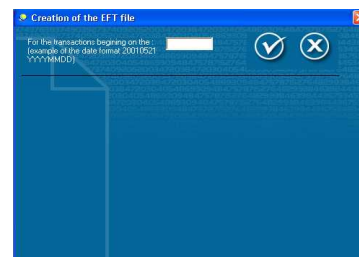 Creation of the EFT file
For the transactions begining on the :
(example of the date format 20010521
YYYYMMDD)